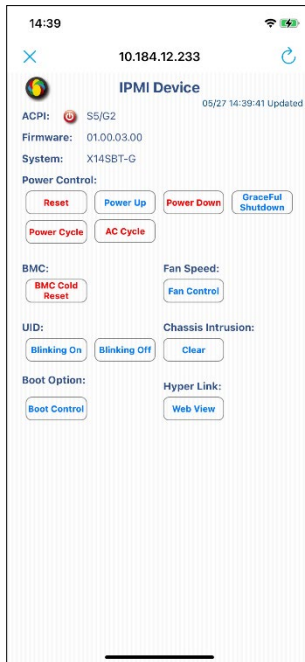 14:39
10.184.12.233
IPMI Device
05/27 14:39:41 Updated
ACPI: S5/G2
Firmware: 01.00.03.00
System: X14SBT-G
Power Control:
Reset Power Up Power Down GraceFul
Shutdown
Power Cycle AC Cycle
BMC: Fan Speed:
BMC Cold
Reset
Fan Control
UID: Chassis Intrusion:
Blinking On Blinking Off Clear
Boot Option: Hyper Link:
Boot Control Web View